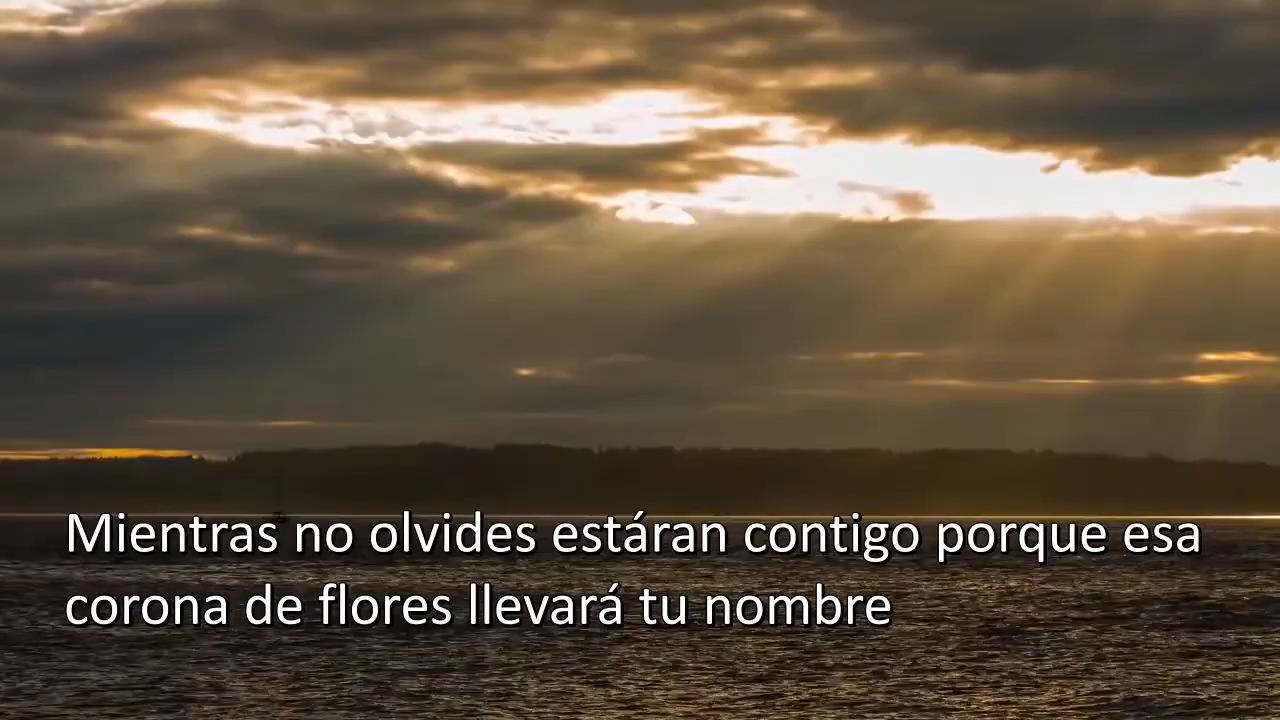 Mientras no olvides estáran contigo porque esa
corona de flores llevará tu nombre